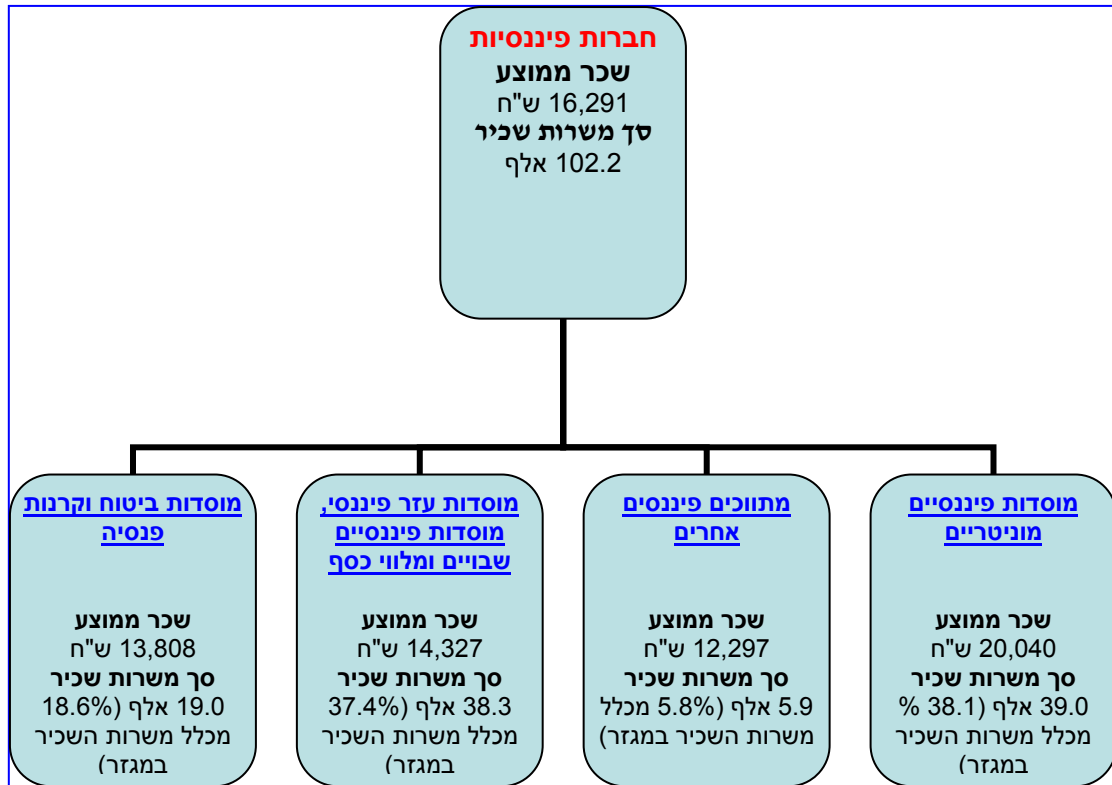 חברות פיננסיות
שכר ממוצע
16,291 ש"ח
סך משרות שכיר
102.2 אלף
מוסדות פיננסיים
מוניטריים
שכר ממוצע
20,040 ש"ח
סך משרות שכיר
39.0 אלף (38.1 %
מכלל משרות השכיר
במגזר)
מתווכים פיננסים
אחרים
שכר ממוצע
12,297 ש"ח
סך משרות שכיר
5.9 אלף (5.8% מכלל
משרות השכיר במגזר)
מוסדות עזר פיננסי,
מוסדות פיננסיים
שבויים ומלווי כסף
שכר ממוצע
14,327 ש"ח
סך משרות שכיר
38.3 אלף (37.4%
מכלל משרות השכיר
במגזר)
מוסדות ביטוח וקרנות
פנסיה
שכר ממוצע
13,808 ש"ח
סך משרות שכיר
19.0 אלף (18.6%
מכלל משרות השכיר
במגזר)